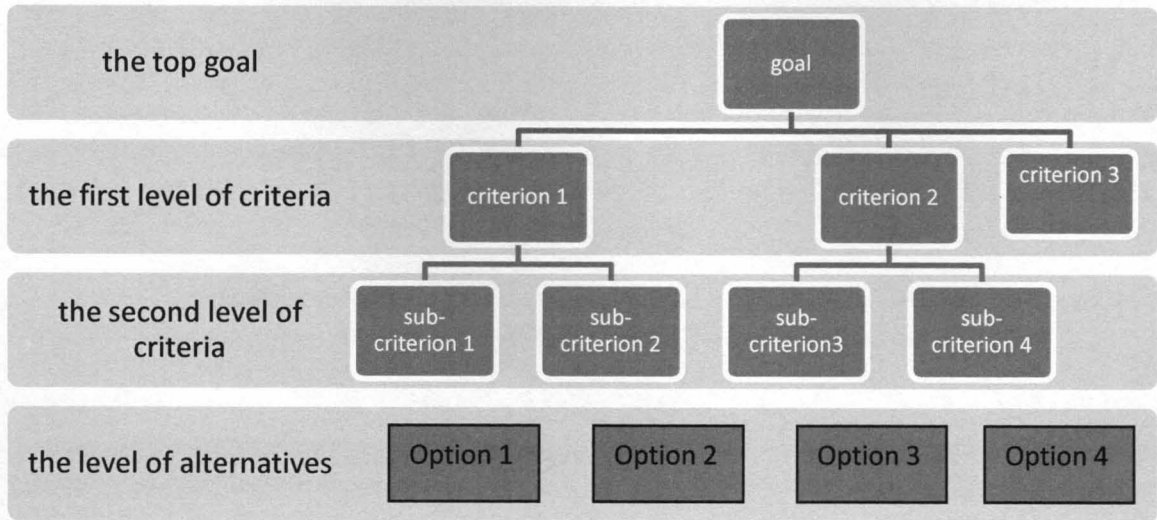 the top goal
goal
the first level of criteria
criterion 1
criterion 2
criterion 3
the second level of
criteria
sub-
criterion 1
sub-
criterion 2
sub-
criterion3
sub-
criterion 4
the level of alternatives
Option 1
Option 2
Option 3
Option 4